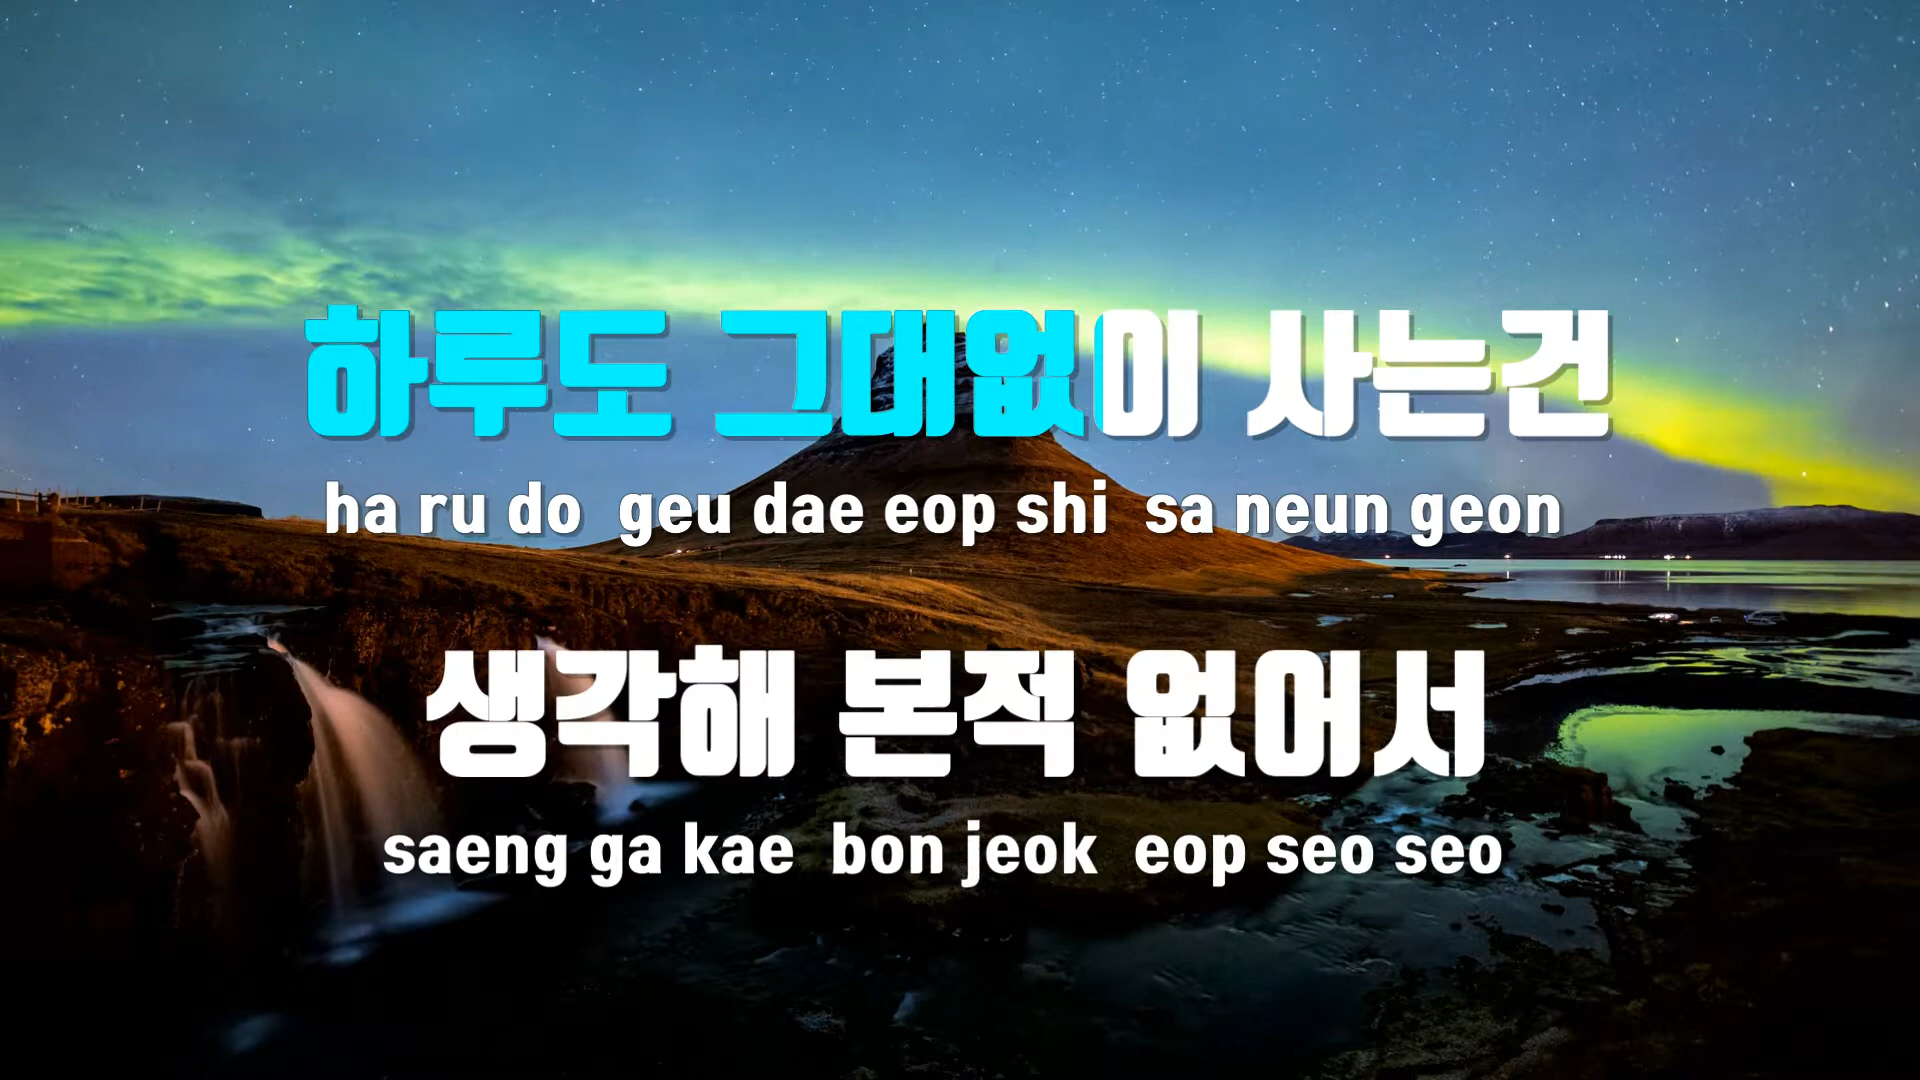 하루도 그대없이 사는건
ha ru do geu dae eop shi sa neun geon
생각해 본적 없어서
saeng ga kae bon jeok eop seo seo